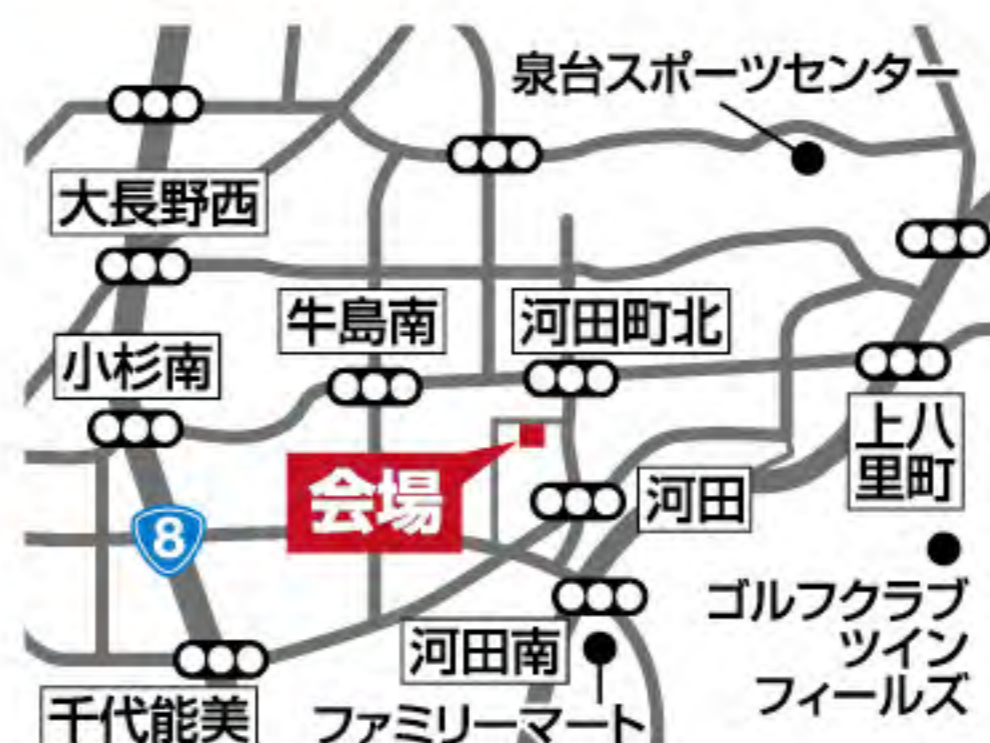 泉台スポーツセンター
大長野西
牛島南
河田町北
小杉南
上八
里町
会場
河田
8
ゴルフクラブ
ツイン
フィールズ
河田南
千代能美
ファミリーマート